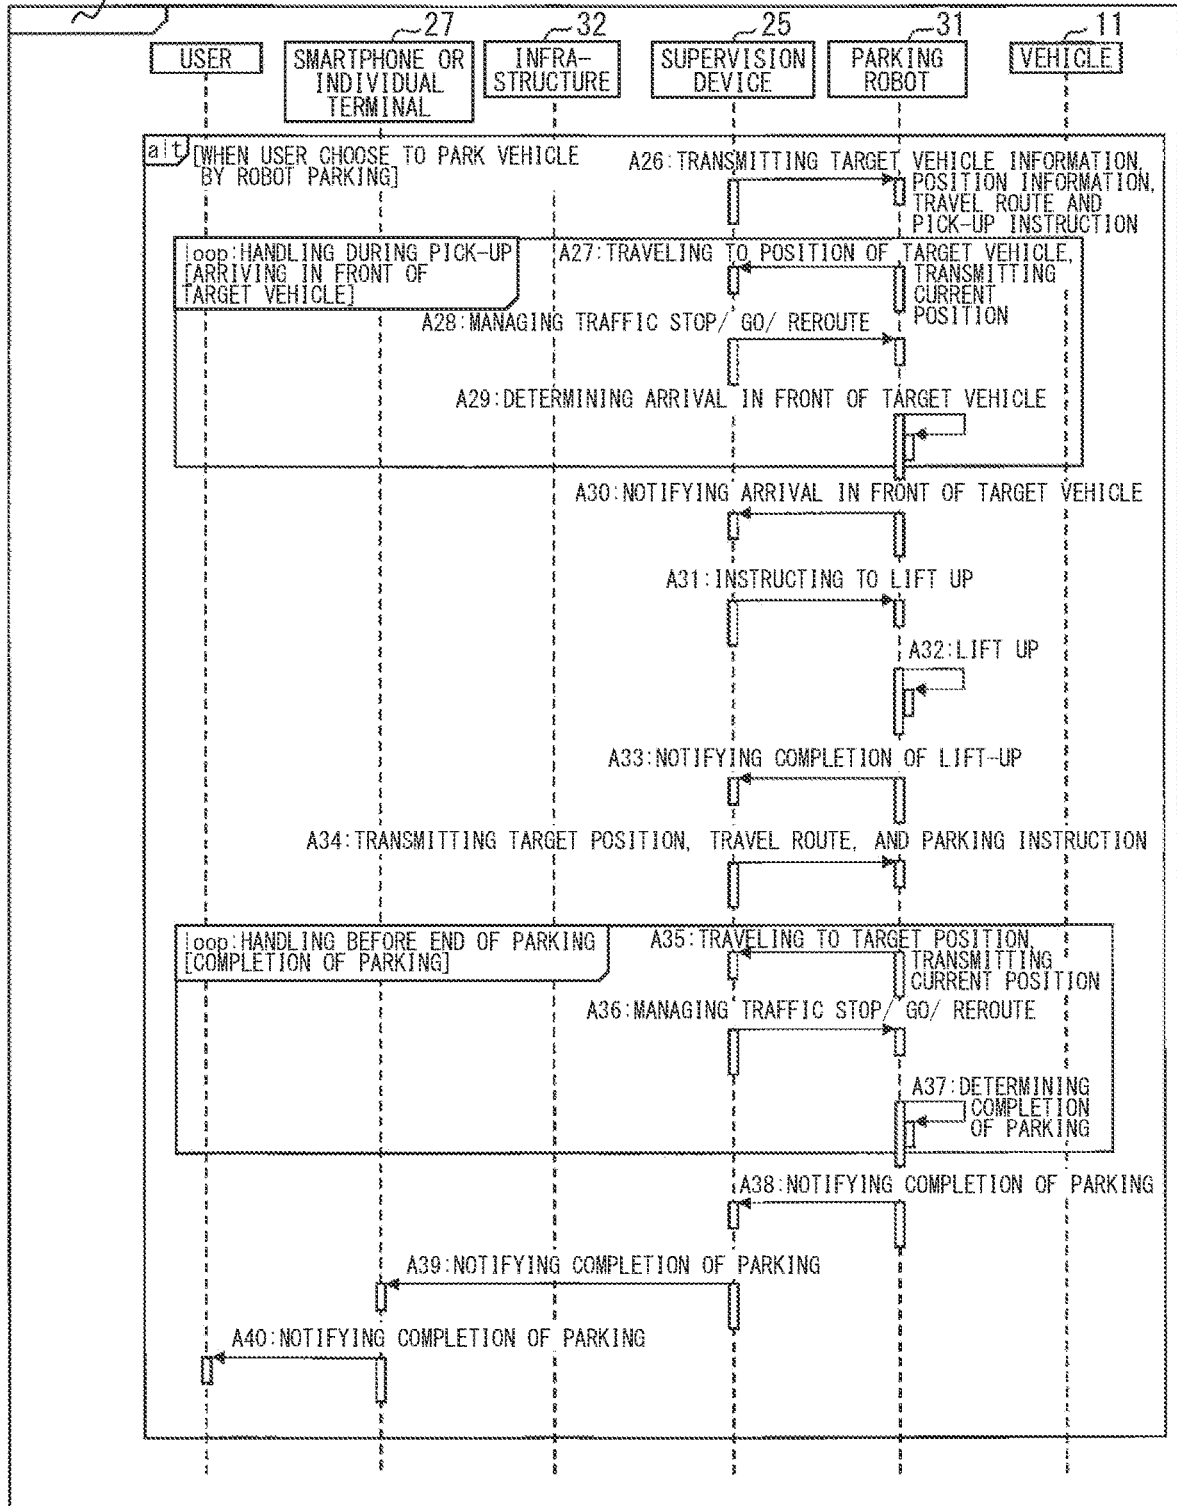 27
32
25
31
11
USER
SMARTPHONE OR
INDIVIDUAL
TERMINAL
INFRA-
STRUCTURE
SUPERVISION
DEVICE
PARKING
ROBOT
VEHICLE
alt
[WHEN USER CHOOSE TO PARK VEHICLE
BY ROBOT PARKING]
A26:TRANSMITTING TARGET VEHICLE INFORMATION,
POSITION INFORMATION,
TRAVEL ROUTE AND
PICK-UP INSTRUCTION
loop:HANDLING DURING PICK-UP
[ARRIVING IN FRONT OF
TARGET VEHICLE]
A27:TRAVELING TO POSITION OF TARGET VEHICLE,
TRANSMITTING
CURRENT
POSITION
A28:MANAGING TRAFFIC STOP/ GO/ REROUTE
A29:DETERMINING ARRIVAL IN FRONT OF TARGET VEHICLE
A30:NOTIFYING ARRIVAL IN FRONT OF TARGET VEHICLE
A31:INSTRUCTING TO LIFT UP
A32:LIFT UP
A33:NOTIFYING COMPLETION OF LIFT-UP
A34:TRANSMITTING TARGET POSITION, TRAVEL ROUTE, AND PARKING INSTRUCTION
loop:HANDLING BEFORE END OF PARKING
[COMPLETION OF PARKING]
A35:TRAVELING TO TARGET POSITION,
TRANSMITTING
CURRENT POSITION
A36:MANAGING TRAFFIC STOP/ GO/ REROUTE
A37:DETERMINING
COMPLETION
OF PARKING
A38:NOTIFYING COMPLETION OF PARKING
A39:NOTIFYING COMPLETION OF PARKING
A40:NOTIFYING COMPLETION OF PARKING